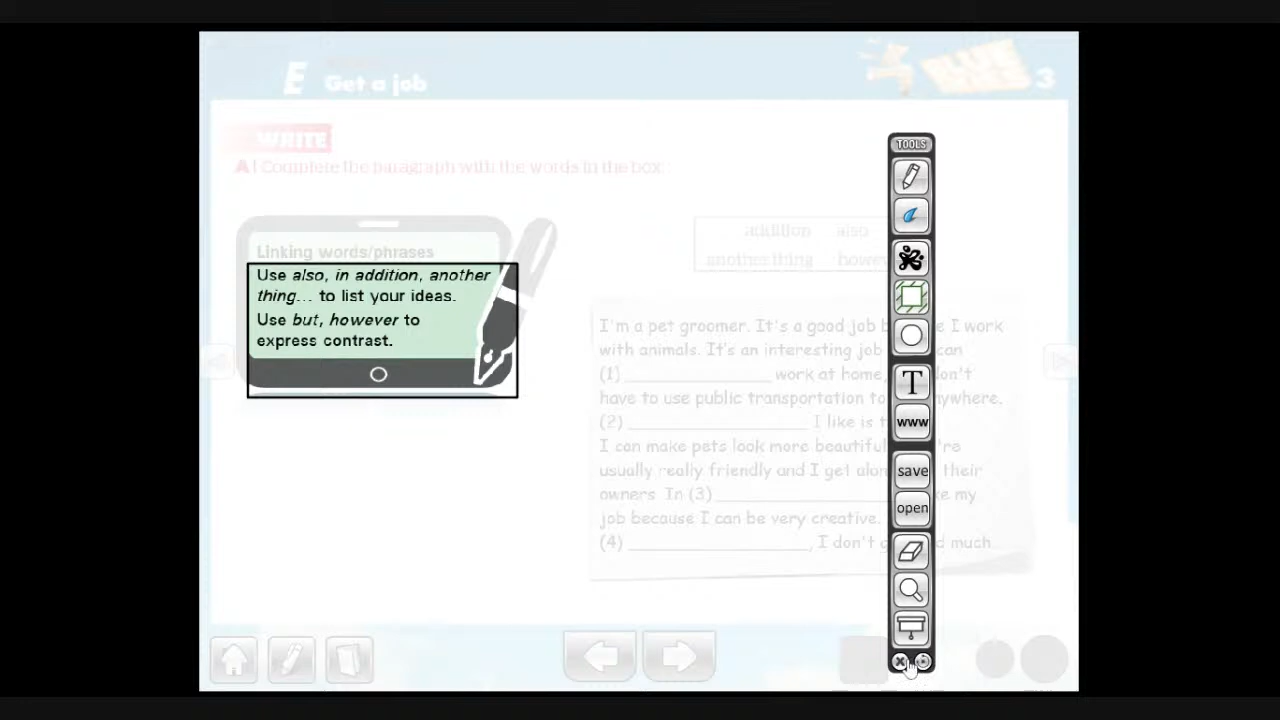 E Get a job
3
WRITE
A | Complete the paragraph with the words in the box:
Linking words/phrases
Use also, in addition, another
thing... to list your ideas.
Use but, however to
express contrast.
addition also
another thing
I'm a pet groomer. It's a good job I work
with animals. It's an interesting job can
(1) ______________ work at home,
have to use public transportation to
(2) ______________ I like is
I can make pets look more beautiful.
usually really friendly and I get their
owners. In (3) ______________ my
job because I can be very creative.
(4) ______________, I don't much
TOOLS
T
www
save
open